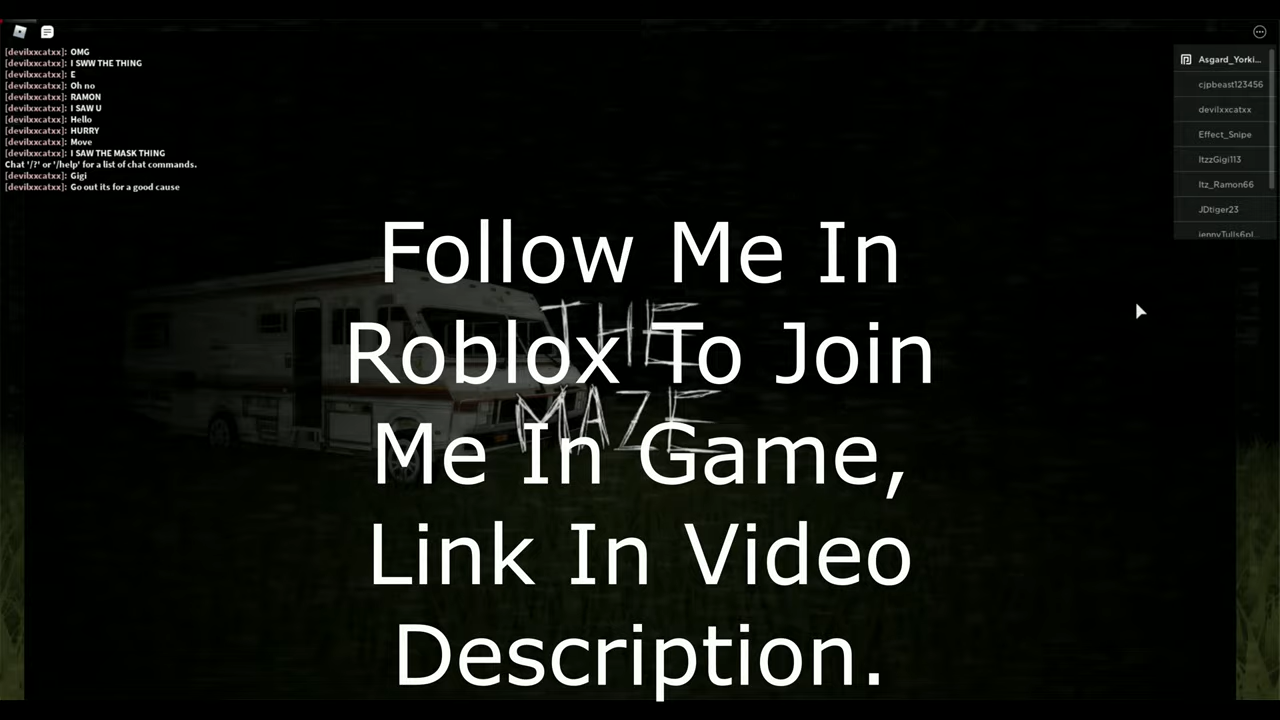 [devilxxcatxx]: OMG
[devilxxcatxx]: I SWW THE THING
[devilxxcatxx]: E
[devilxxcatxx]: Oh no
[devilxxcatxx]: RAMON
[devilxxcatxx]: I SAW U
[devilxxcatxx]: Hello
[devilxxcatxx]: HURRY
[devilxxcatxx]: Move
[devilxxcatxx]: I SAW THE MASK THING
Chat '/?' or '/help' for a list of chat commands.
[devilxxcatxx]: Gigi
[devilxxcatxx]: Go out its for a good cause
Asgard_Yorki...
cjpbeast123456
devilxxcatxx
Effect_Snipe
ItzzGigi113
Itz_Ramon66
JDtiger23
Follow Me In
Roblox To Join
Me In Game,
Link In Video
Description.
THE
MAZE